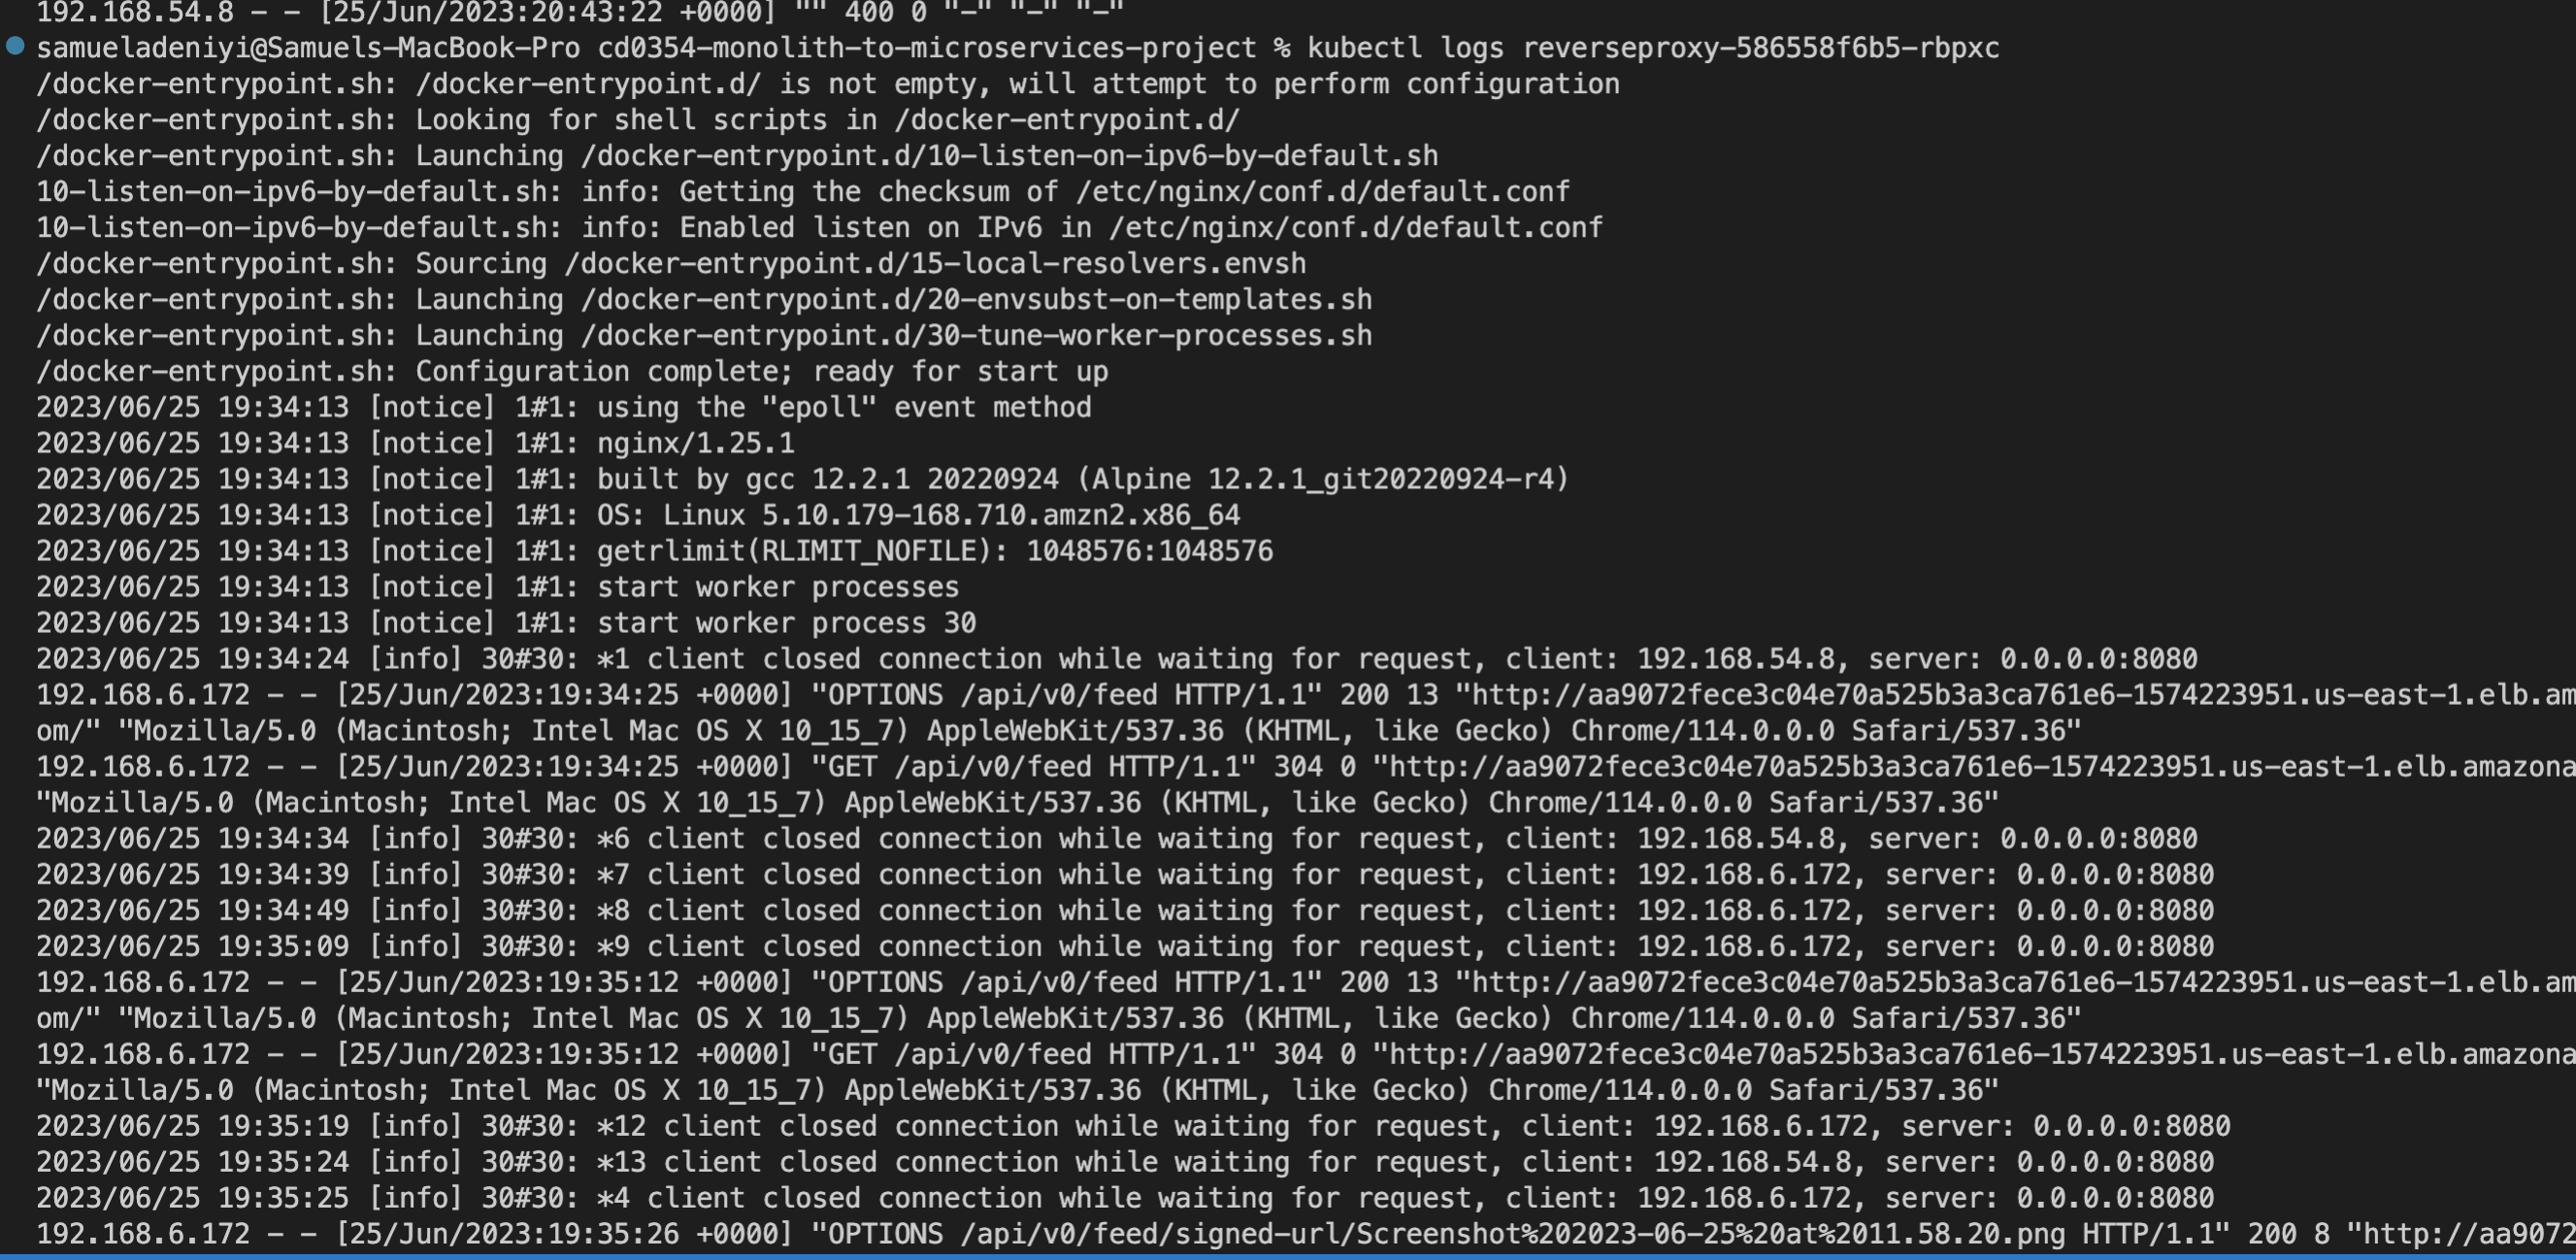 192.168.54.8 - - [25/Jun/2023:20:43:22 +0000] "" 400 0 "-" "-" "-"
samueladeniyi@Samuels-MacBook-Pro cd0354-monolith-to-microservices-project % kubectl logs reverseproxy-586558f6b5-rbpxc
/docker-entrypoint.sh: /docker-entrypoint.d/ is not empty, will attempt to perform configuration
/docker-entrypoint.sh: Looking for shell scripts in /docker-entrypoint.d/
/docker-entrypoint.sh: Launching /docker-entrypoint.d/10-listen-on-ipv6-by-default.sh
10-listen-on-ipv6-by-default.sh: info: Getting the checksum of /etc/nginx/conf.d/default.conf
10-listen-on-ipv6-by-default.sh: info: Enabled listen on IPv6 in /etc/nginx/conf.d/default.conf
/docker-entrypoint.sh: Sourcing /docker-entrypoint.d/15-local-resolvers.envsh
/docker-entrypoint.sh: Launching /docker-entrypoint.d/20-envsubst-on-templates.sh
/docker-entrypoint.sh: Launching /docker-entrypoint.d/30-tune-worker-processes.sh
/docker-entrypoint.sh: Configuration complete; ready for start up
2023/06/25 19:34:13 [notice] 1#1: using the "epoll" event method
2023/06/25 19:34:13 [notice] 1#1: nginx/1.25.1
2023/06/25 19:34:13 [notice] 1#1: built by gcc 12.2.1 20220924 (Alpine 12.2.1_git20220924-r4)
2023/06/25 19:34:13 [notice] 1#1: OS: Linux 5.10.179-168.710.amzn2.x86_64
2023/06/25 19:34:13 [notice] 1#1: getrlimit(RLIMIT_NOFILE): 1048576:1048576
2023/06/25 19:34:13 [notice] 1#1: start worker processes
2023/06/25 19:34:13 [notice] 1#1: start worker process 30
2023/06/25 19:34:24 [info] 30#30: *1 client closed connection while waiting for request, client: 192.168.54.8, server: 0.0.0.0:8080
192.168.6.172 - - [25/Jun/2023:19:34:25 +0000] "OPTIONS /api/v0/feed HTTP/1.1" 200 13 "http://aa9072fece3c04e70a525b3a3ca761e6-1574223951.us-east-1.elb.am
om/" "Mozilla/5.0 (Macintosh; Intel Mac OS X 10_15_7) AppleWebKit/537.36 (KHTML, like Gecko) Chrome/114.0.0.0 Safari/537.36"
192.168.6.172 - - [25/Jun/2023:19:34:25 +0000] "GET /api/v0/feed HTTP/1.1" 304 0 "http://aa9072fece3c04e70a525b3a3ca761e6-1574223951.us-east-1.elb.amazona
"Mozilla/5.0 (Macintosh; Intel Mac OS X 10_15_7) AppleWebKit/537.36 (KHTML, like Gecko) Chrome/114.0.0.0 Safari/537.36"
2023/06/25 19:34:34 [info] 30#30: *6 client closed connection while waiting for request, client: 192.168.54.8, server: 0.0.0.0:8080
2023/06/25 19:34:39 [info] 30#30: *7 client closed connection while waiting for request, client: 192.168.6.172, server: 0.0.0.0:8080
2023/06/25 19:34:49 [info] 30#30: *8 client closed connection while waiting for request, client: 192.168.6.172, server: 0.0.0.0:8080
2023/06/25 19:35:09 [info] 30#30: *9 client closed connection while waiting for request, client: 192.168.6.172, server: 0.0.0.0:8080
192.168.6.172 - - [25/Jun/2023:19:35:12 +0000] "OPTIONS /api/v0/feed HTTP/1.1" 200 13 "http://aa9072fece3c04e70a525b3a3ca761e6-1574223951.us-east-1.elb.am
om/" "Mozilla/5.0 (Macintosh; Intel Mac OS X 10_15_7) AppleWebKit/537.36 (KHTML, like Gecko) Chrome/114.0.0.0 Safari/537.36"
192.168.6.172 - - [25/Jun/2023:19:35:12 +0000] "GET /api/v0/feed HTTP/1.1" 304 0 "http://aa9072fece3c04e70a525b3a3ca761e6-1574223951.us-east-1.elb.amazona
"Mozilla/5.0 (Macintosh; Intel Mac OS X 10_15_7) AppleWebKit/537.36 (KHTML, like Gecko) Chrome/114.0.0.0 Safari/537.36"
2023/06/25 19:35:19 [info] 30#30: *12 client closed connection while waiting for request, client: 192.168.6.172, server: 0.0.0.0:8080
2023/06/25 19:35:24 [info] 30#30: *13 client closed connection while waiting for request, client: 192.168.54.8, server: 0.0.0.0:8080
2023/06/25 19:35:25 [info] 30#30: *4 client closed connection while waiting for request, client: 192.168.6.172, server: 0.0.0.0:8080
192.168.6.172 - - [25/Jun/2023:19:35:26 +0000] "OPTIONS /api/v0/feed/signed-url/Screenshot%202023-06-25%20at%2011.58.20.png HTTP/1.1" 200 8 "http://aa9072